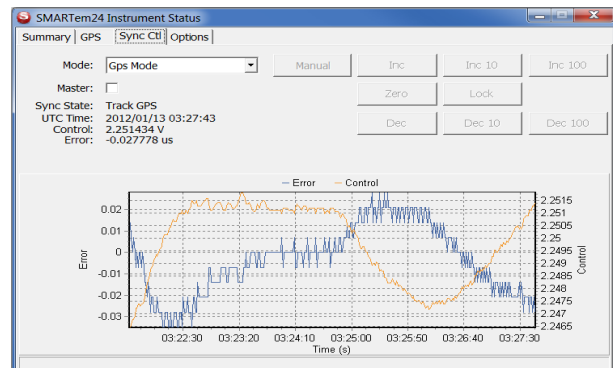 SMARTem24 Instrument Status
Summary GPS Sync Ctl Options
Mode: Gps Mode Manual Inc Inc 10 Inc 100
Master: Zero Lock
Sync State: Track GPS
UTC Time: 2012/01/13 03:27:43
Control: 2.251434 V Dec Dec 10 Dec 100
Error: -0.027778 us
Error Control
0.02 2.2515
2.251
0.01 2.2505
2.25
0 2.2495
2.249
-0.01 2.2485
-0.02 2.248
2.2475
-0.03 2.247
2.2465
Error
Control
03:22:30 03:23:20 03:24:10 03:25:00 03:25:50 03:26:40 03:27:30
Time (s)